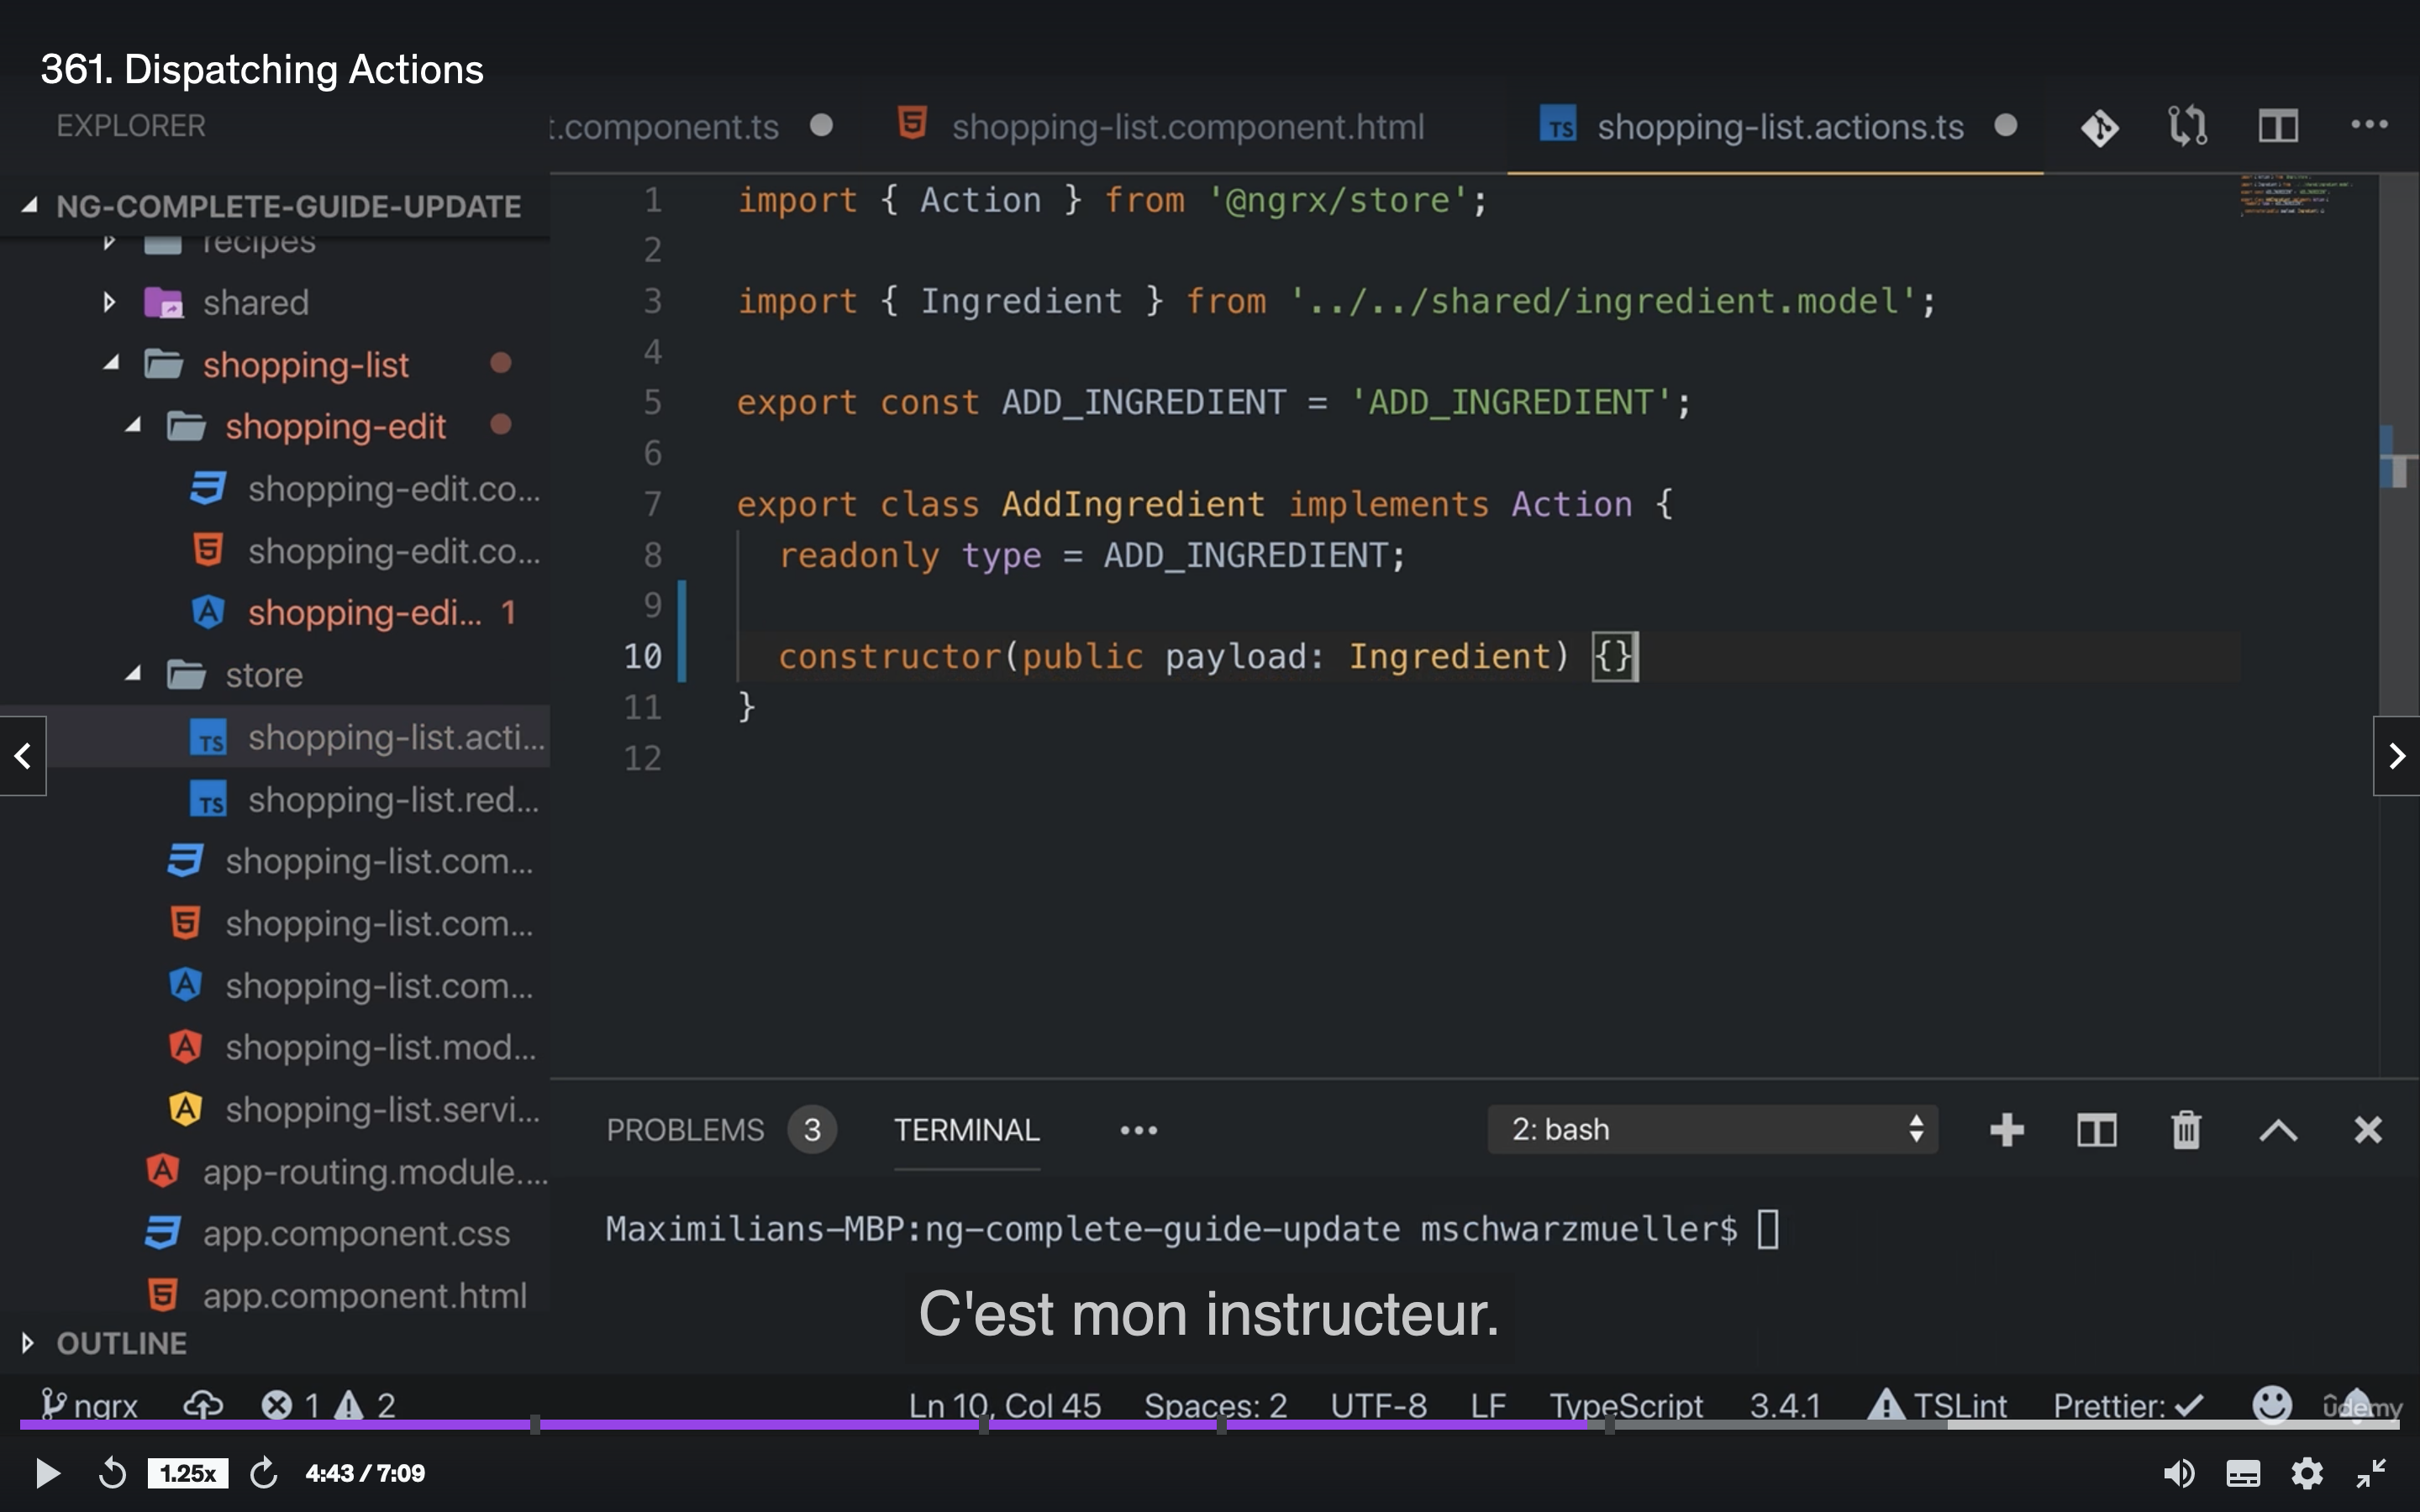 361. Dispatching Actions
EXPLORER
t.component.ts
shopping-list.component.html
TS shopping-list.actions.ts
NG-COMPLETE-GUIDE-UPDATE
recipes
shared
shopping-list
shopping-edit
shopping-edit.co...
shopping-edit.co...
shopping-edi... 1
store
TS shopping-list.acti...
TS shopping-list.red...
shopping-list.com...
shopping-list.com...
shopping-list.com...
shopping-list.mod...
shopping-list.servi...
app-routing.module....
app.component.css
app.component.html
OUTLINE
1 import { Action } from '@ngrx/store';
2
3 import { Ingredient } from '../../shared/ingredient.model';
4
5 export const ADD_INGREDIENT = 'ADD_INGREDIENT';
6
7 export class AddIngredient implements Action {
8 readonly type = ADD_INGREDIENT;
9
10 constructor(public payload: Ingredient) {}
11 }
12
PROBLEMS 3 TERMINAL ... 2: bash
Maximilians-MBP:ng-complete-guide-update mschwarzmueller$
C'est mon instructeur.
ngrx 1 2 Ln 10, Col 45 Spaces: 2 UTF-8 LF TypeScript 3.4.1 TSLint Prettier: ✓ ûdemy
1.25x 4:43 / 7:09